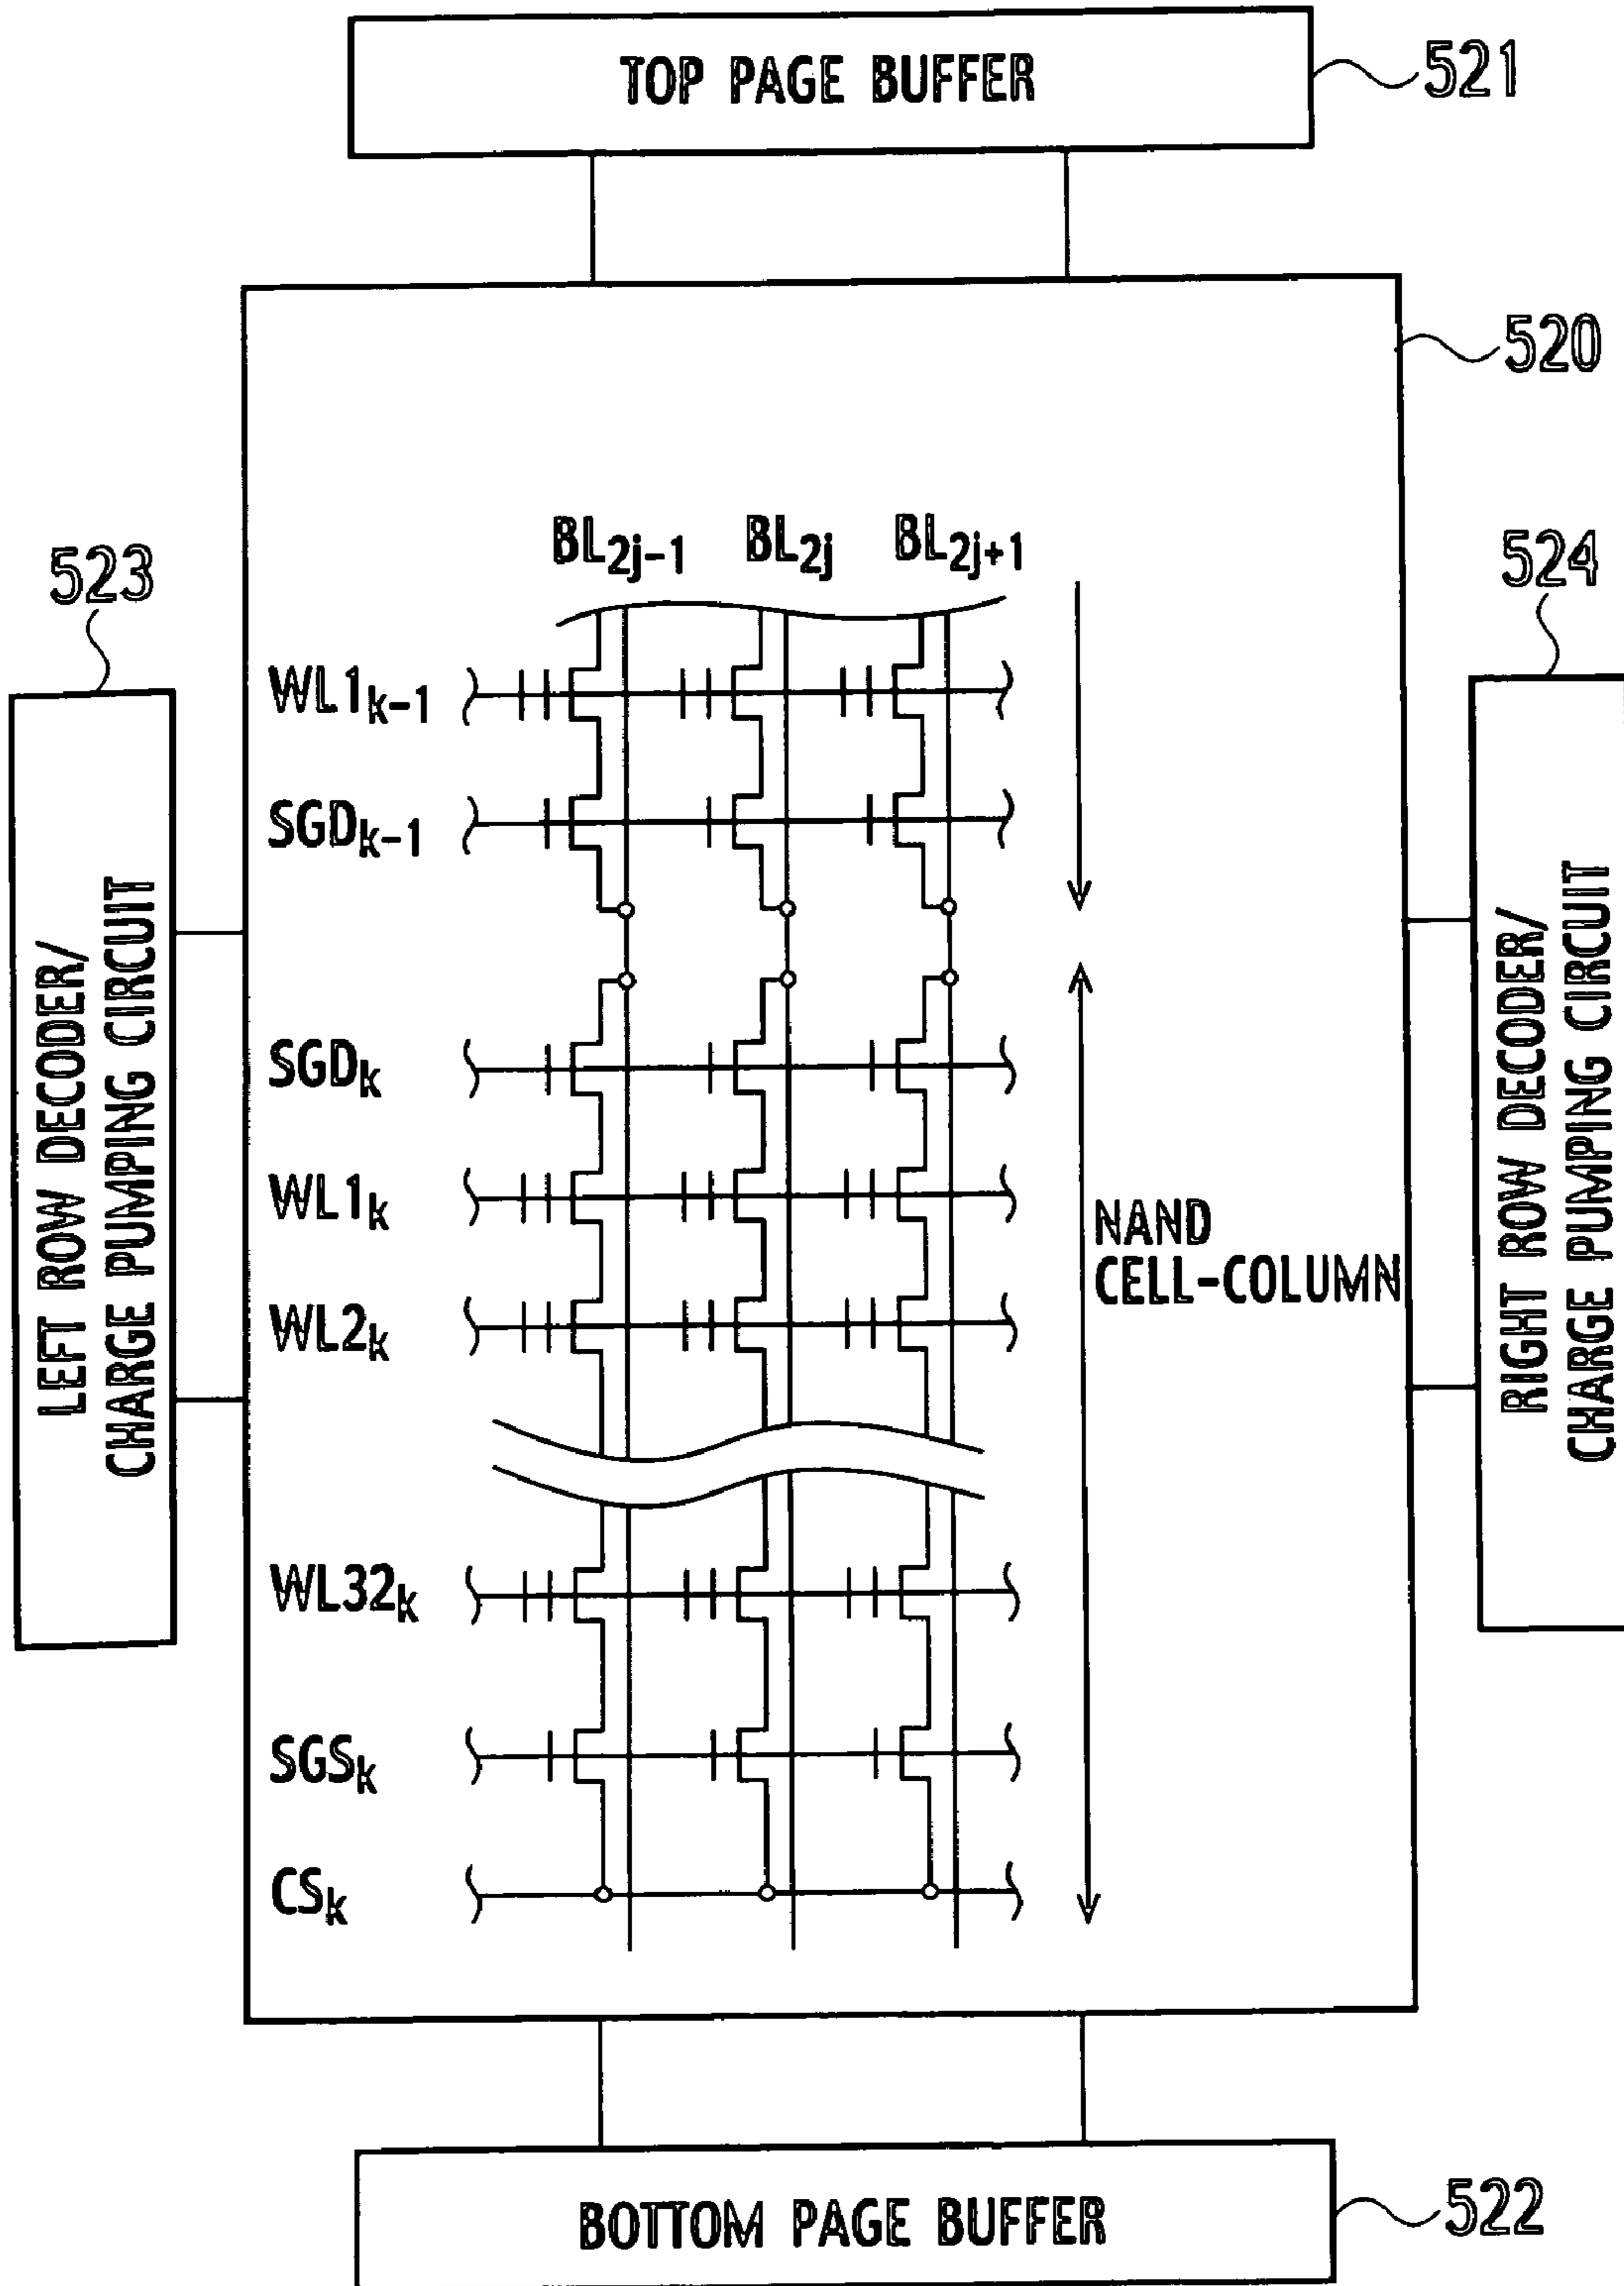 TOP PAGE BUFFER
521
520
BL2j-1 BL2j BL2j+1
523
524
WL1k-1
SGDk-1
SGDk
WL1k
WL2k
WL32k
SGSk
CSk
NAND
CELL-COLUMN
LEFT ROW DECODER/
CHARGE PUMPING CIRCUIT
RIGHT ROW DECODER/
CHARGE PUMPING CIRCUIT
BOTTOM PAGE BUFFER
522